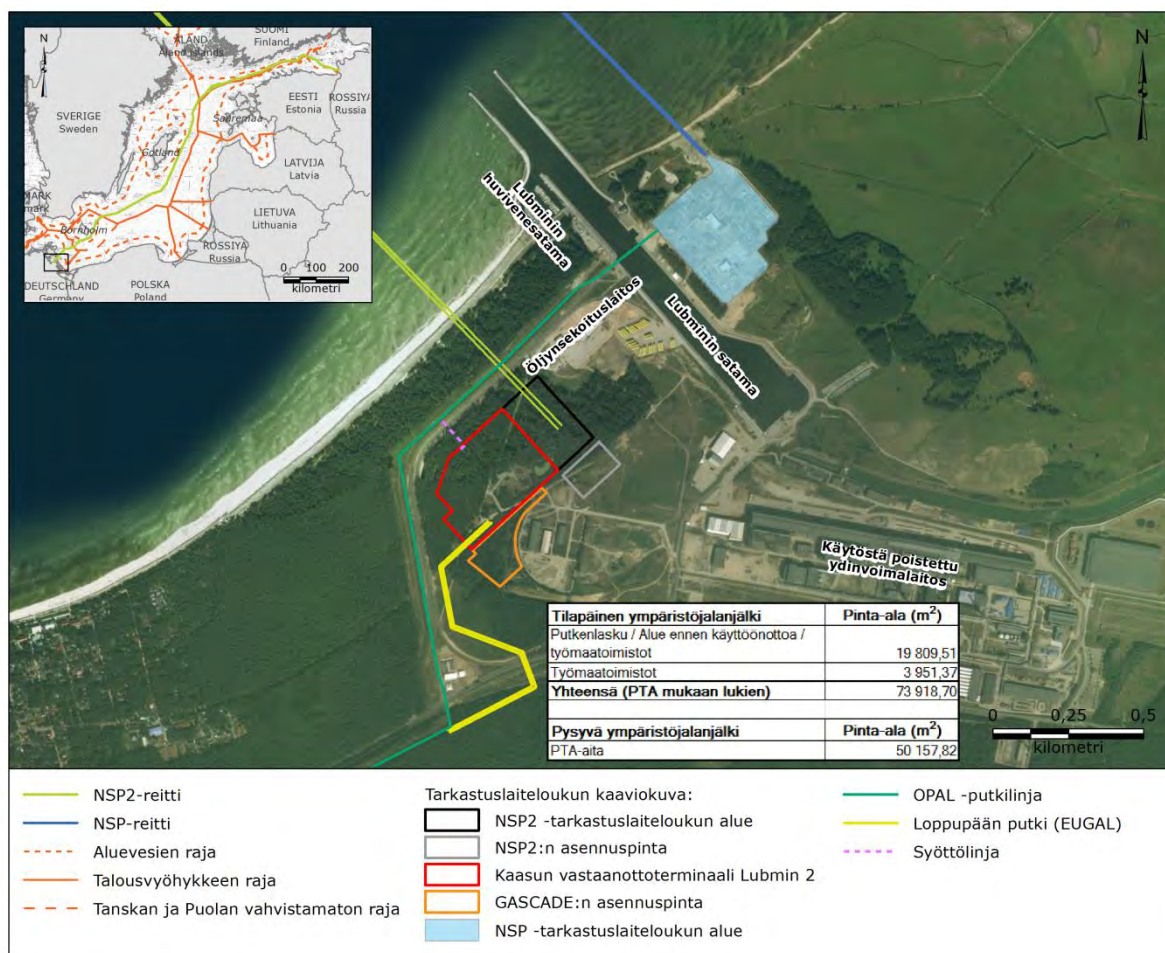 N
ÅLAND
Åland Islands
SUOMI
Finland
SVERIGE
Sweden
EESTI
Estonia
ROSSIYA
Russia
Saaremaa
Gotland
LATVIJA
Latvia
MARK
mark
LIETUVA
Lithuania
Bornholm
ROSSIYA
Russia
DEUTSCHLAND
Germany
POLSKA
Poland
0 100 200
kilometri
N
Lubminin
huvivenesatama
Öljynsekoituslaitos
Lubminin satama
Käytöstä poistettu
ydinvoimalaitos
Tilapäinen ympäristöjalanjälki Pinta-ala (m²)
Putkenlasku / Alue ennen käyttöönottoa /
työmaatoimistot 19 809,51
Työmaatoimistot 3 951,37
Yhteensä (PTA mukaan lukien) 73 918,70
Pysyvä ympäristöjalanjälki Pinta-ala (m²)
PTA-aita 50 157,82
0 0,25 0,5
kilometri
NSP2-reitti
NSP-reitti
Aluevesien raja
Talousvyöhykkeen raja
Tanskan ja Puolan vahvistamaton raja
Tarkastuslaiteloukun kaaviokuva:
NSP2 -tarkastuslaiteloukun alue
NSP2:n asennuspinta
Kaasun vastaanottoterminaali Lubmin 2
GASCADE:n asennuspinta
NSP -tarkastuslaiteloukun alue
OPAL -putkilinja
Loppupään putki (EUGAL)
Syöttölinja